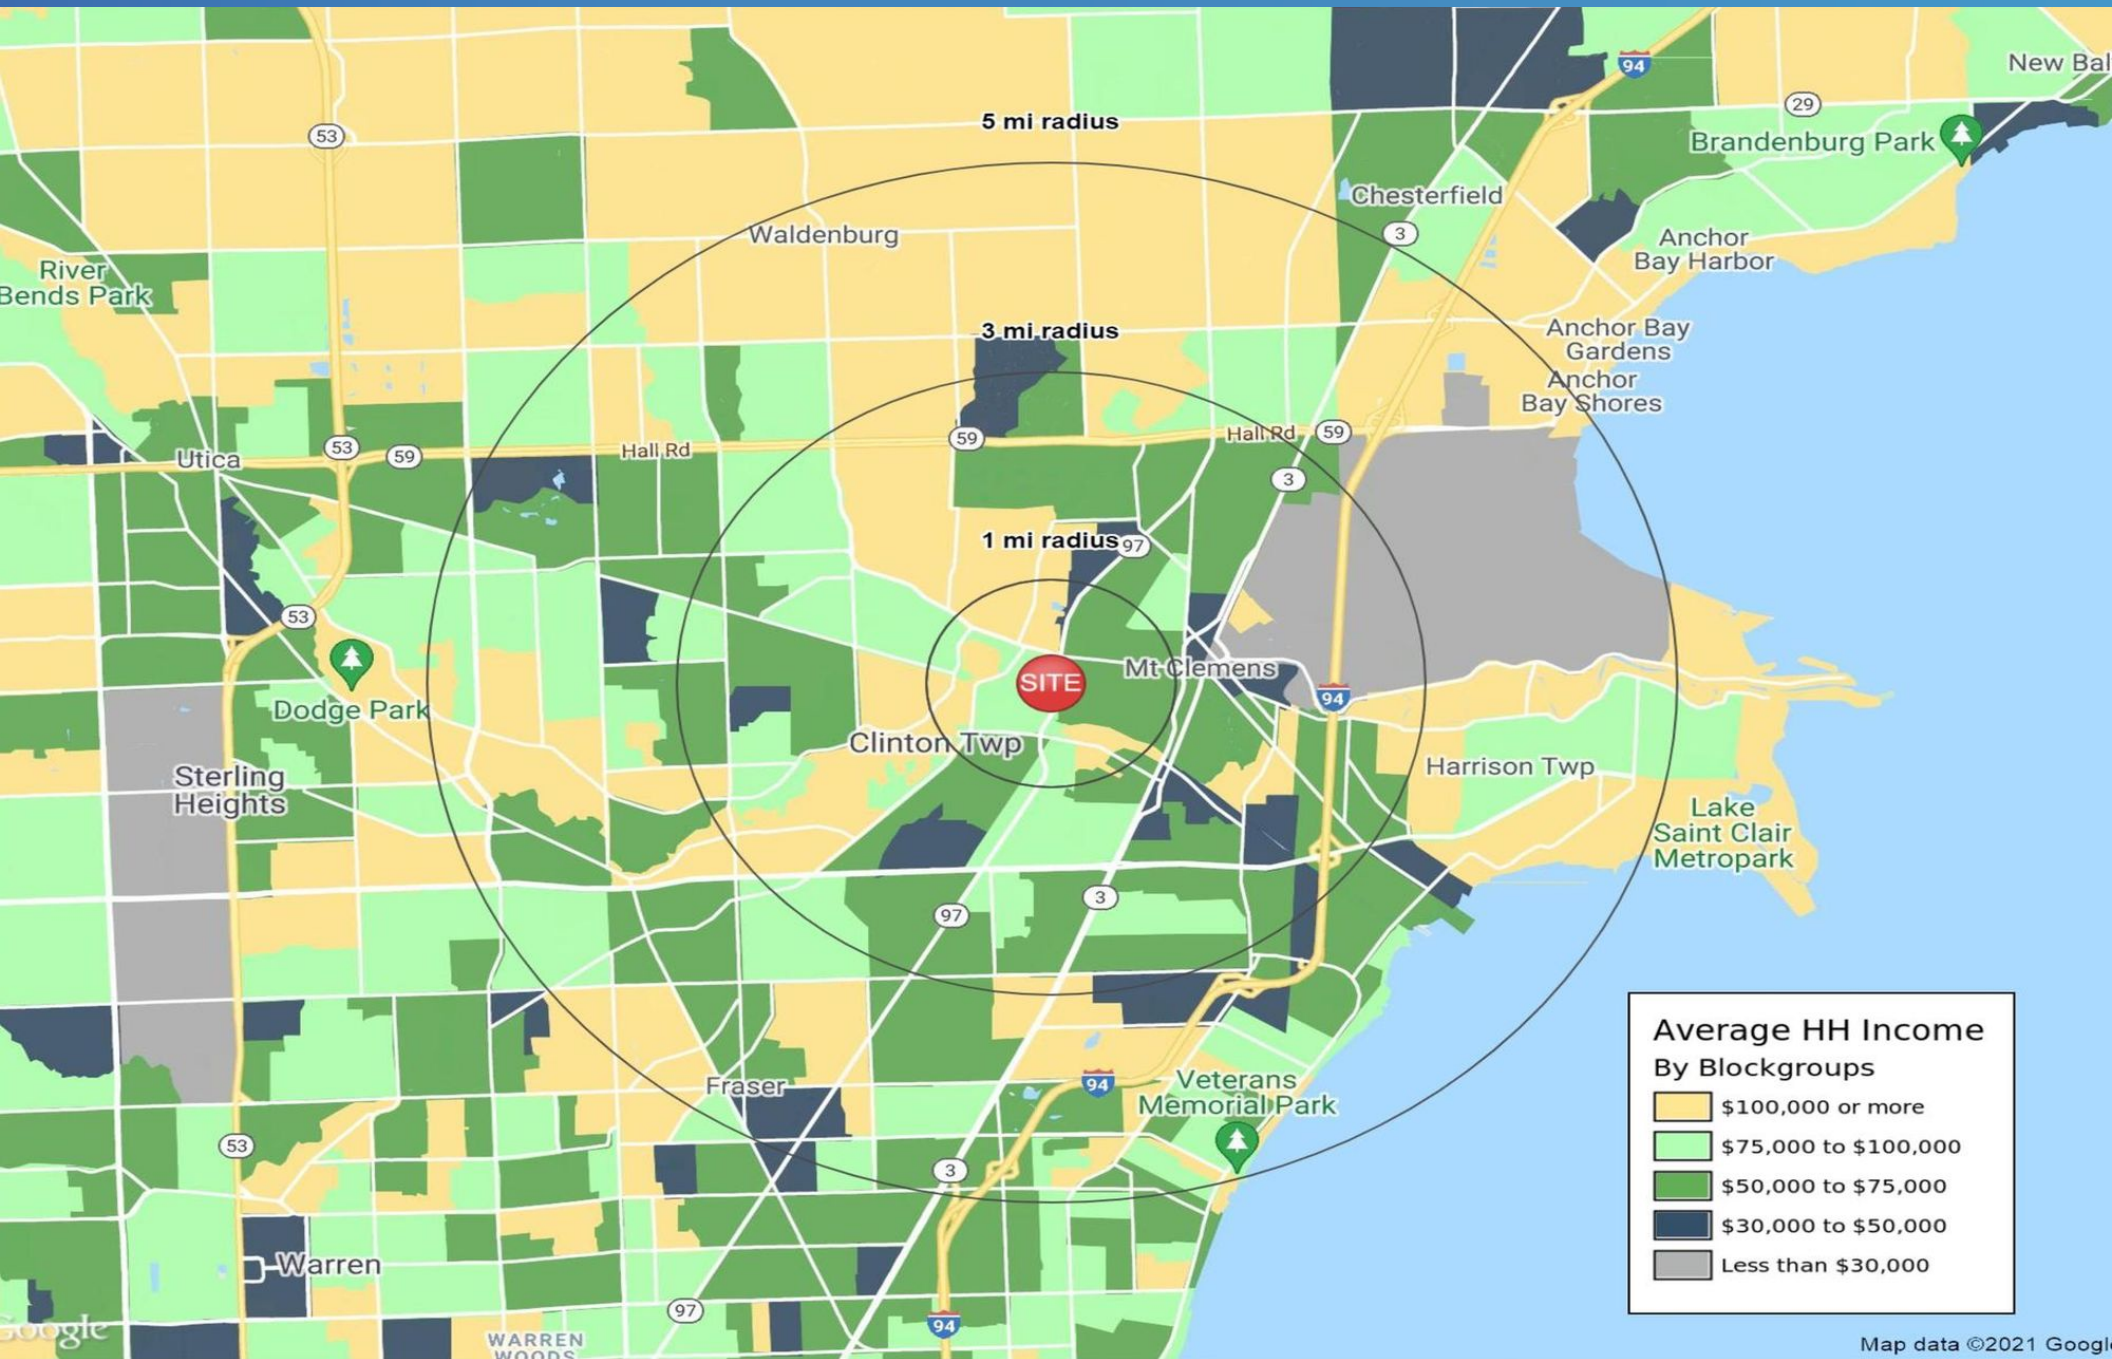 94
New Bal
29
5 mi radius
53
Brandenburg Park
Chesterfield
Waldenburg
3
Anchor
Bay Harbor
River
Bends Park
3 mi radius
Anchor Bay
Gardens
Anchor
Bay Shores
Hall Rd
59
59
53
59
Hall Rd
Utica
3
1 mi radius
97
53
Mt Clemens
SITE
94
Dodge Park
Clinton Twp
Harrison Twp
Sterling
Heights
Lake
Saint Clair
Metropark
3
97
Average HH Income
By Blockgroups
$100,000 or more
$75,000 to $100,000
$50,000 to $75,000
$30,000 to $50,000
Less than $30,000
94
Fraser
Veterans
Memorial Park
53
3
Warren
97
94
Google
WARREN
WOODS
Map data ©2021 Google